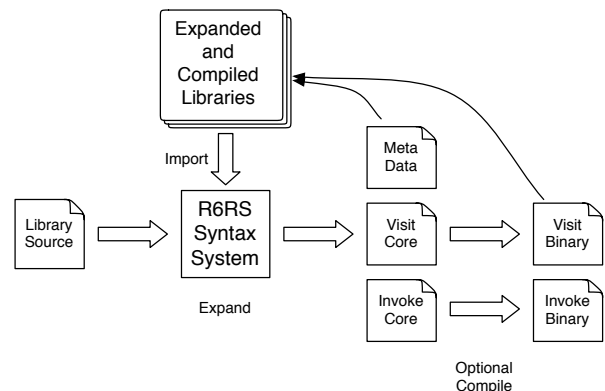 Expanded
and
Compiled
Libraries
Import
Meta
Data
Library
Source
R6RS
Syntax
System
Visit
Core
Visit
Binary
Expand
Invoke
Core
Invoke
Binary
Optional
Compile